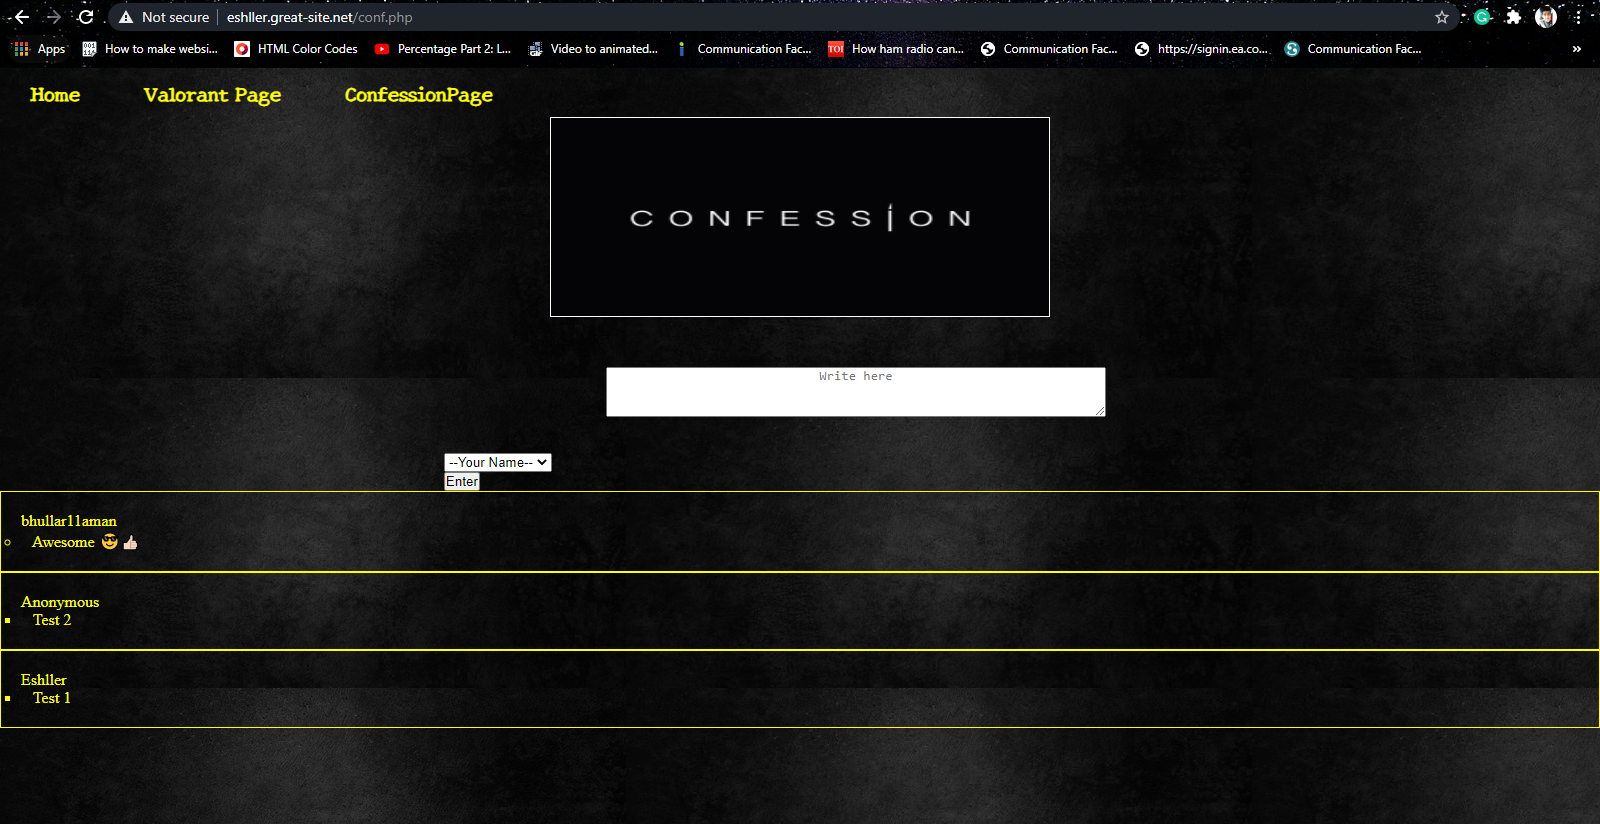 Not secure eshller.great-site.net/conf.php
Apps How to make websi... HTML Color Codes Percentage Part 2: L... Video to animated... Communication Fac... TOI How ham radio can... Communication Fac... https://signin.ea.co... Communication Fac... »
Home Valorant Page ConfessionPage
CONFESSION
Write here
--Your Name--
Enter
bhullar11aman
Awesome 😎👍🏻
Anonymous
Test 2
Eshller
Test 1